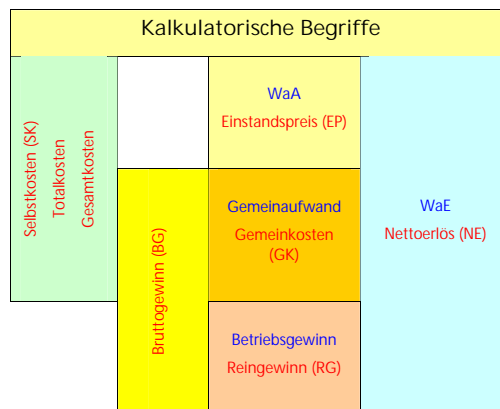 Kalkulatorische Begriffe
Selbstkosten (SK)
Totalkosten
Gesamtkosten
Bruttogewinn (BG)
WaA
Einstandspreis (EP)
Gemeinaufwand
Gemeinkosten
(GK)
Betriebsgewinn
Reingewinn (RG)
WaE
Nettoerlös (NE)